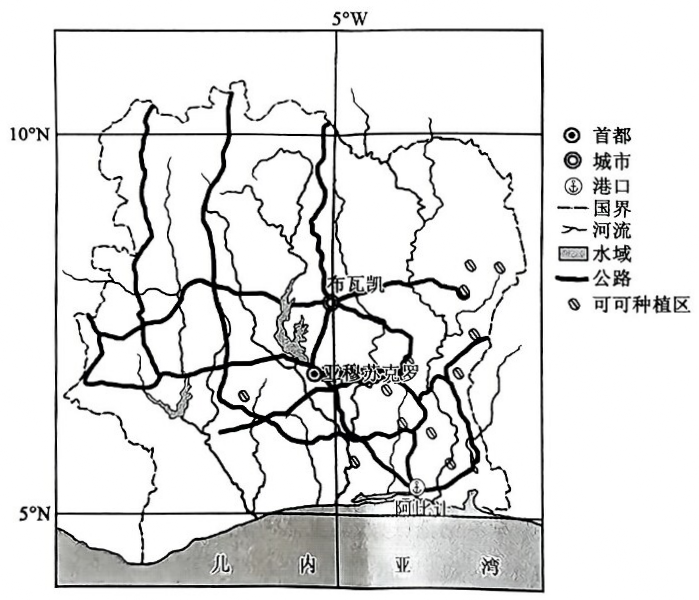 5°W
10°N
5°N
布瓦凯
亚穆苏克罗
阿比让
几 内 亚 湾
首都
城市
港口
国界
河流
水域
公路
可可种植区